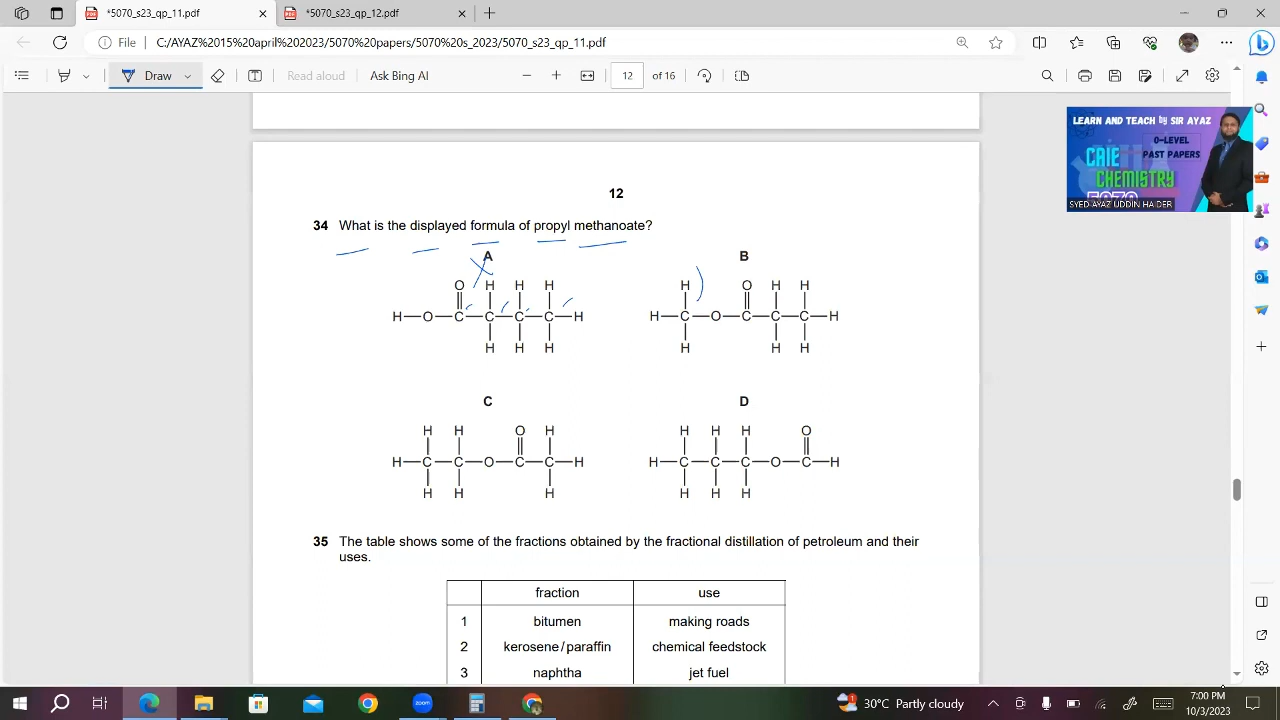 *5070_s23_qp_11.pdf
*5070_s23_qp_12.pdf
File C:/AYAZ%2015%20april%202023/5070%20papers/5070%20s_2023/5070_s23_qp_11.pdf
Draw
Read aloud
Ask Bing AI
12 of 16
LEARN AND TEACH by SIR AYAZ
O-LEVEL
PAST PAPERS
CAIE
CHEMISTRY
5070
SYED AYAZ UDDIN HAIDER
12
34 What is the displayed formula of propyl methanoate?
A
O H H H
H O C C C C H
H H H
B
H O H H
H C O C C C H
H H H
C
H H O H
H C C O C C H
H H H
D
H H H O
H C C C O C H
H H H
35 The table shows some of the fractions obtained by the fractional distillation of petroleum and their
uses.
fraction use
1 bitumen making roads
2 kerosene/paraffin chemical feedstock
3 naphtha jet fuel
zoom
1
30°C Partly cloudy
7:00 PM
10/3/2023